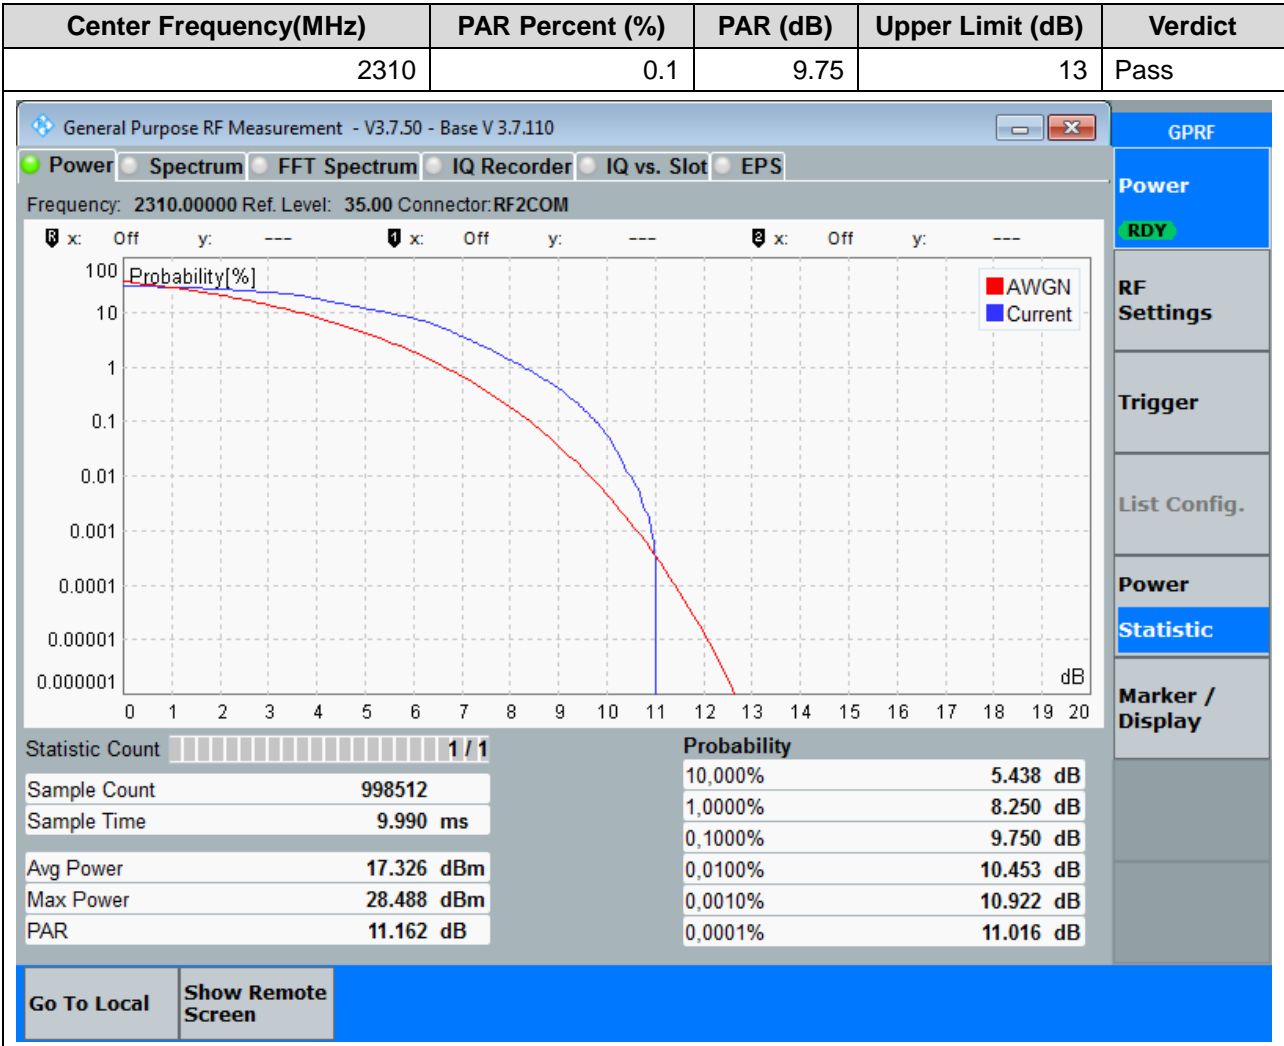 Center Frequency(MHz) PAR Percent (%) PAR (dB) Upper Limit (dB) Verdict
2310 0.1 9.75 13 Pass
General Purpose RF Measurement - V3.7.50 - Base V 3.7.110
GPRF
Power Spectrum FFT Spectrum IQ Recorder IQ vs. Slot EPS
Frequency: 2310.00000 Ref. Level: 35.00 Connector: RF2COM
R x: Off y: --- 1 x: Off y: --- 2 x: Off y: ---
Power
RDY
RF
Settings
Trigger
List Config.
Power
Statistic
Marker /
Display
Probability[%]
AWGN
Current
100
10
1
0.1
0.01
0.001
0.0001
0.00001
0.000001
dB
0 1 2 3 4 5 6 7 8 9 10 11 12 13 14 15 16 17 18 19 20
Statistic Count 1 / 1
Sample Count 998512
Sample Time 9.990 ms
Avg Power 17.326 dBm
Max Power 28.488 dBm
PAR 11.162 dB
Probability
10,000% 5.438 dB
1,0000% 8.250 dB
0,1000% 9.750 dB
0,0100% 10.453 dB
0,0010% 10.922 dB
0,0001% 11.016 dB
Go To Local
Show Remote
Screen